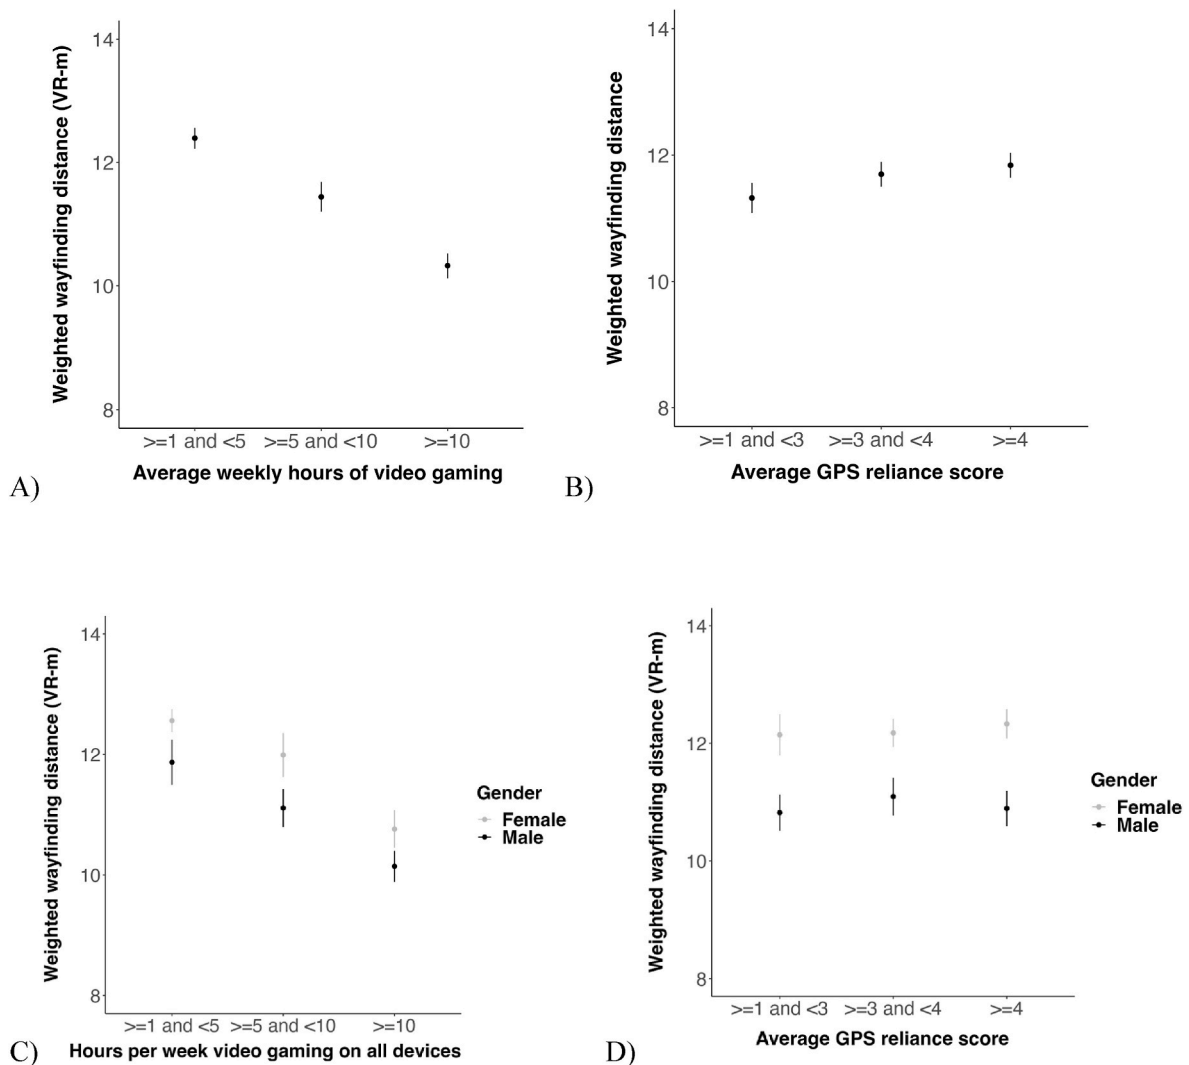 Weighted wayfinding distance (VR-m)
14
12
10
8
>=1 and <5 >=5 and <10 >=10
Average weekly hours of video gaming
A)
Weighted wayfinding distance
14
12
10
8
>=1 and <3 >=3 and <4 >=4
Average GPS reliance score
B)
Weighted wayfinding distance (VR-m)
14
12
10
8
>=1 and <5 >=5 and <10 >=10
Hours per week video gaming on all devices
Gender
Female
Male
C)
Weighted wayfinding distance (VR-m)
14
12
10
8
>=1 and <3 >=3 and <4 >=4
Average GPS reliance score
Gender
Female
Male
D)